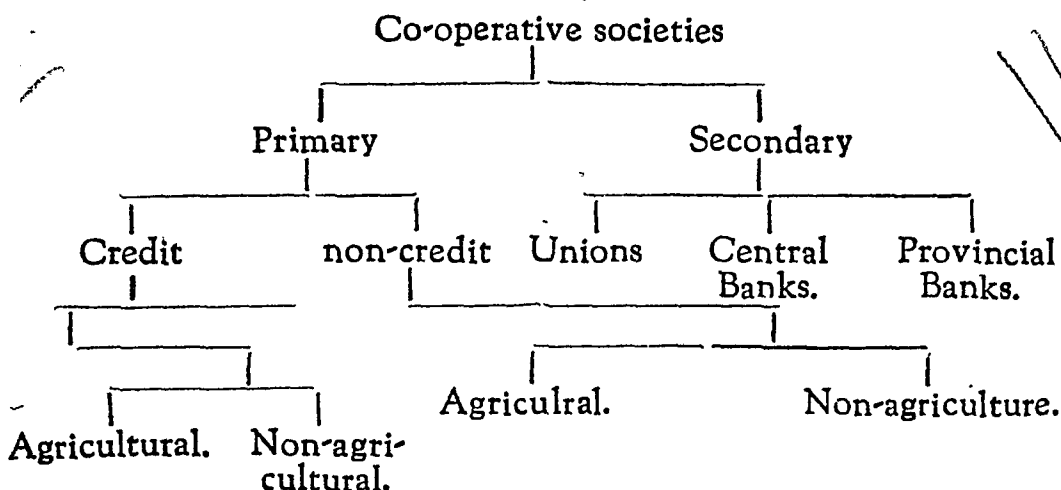 Co-operative societies
Primary Secondary
Credit non-credit Unions Central Banks. Provincial Banks.
Agriculral. Non-agriculture.
Agricultural. Non-agri-
cultural.